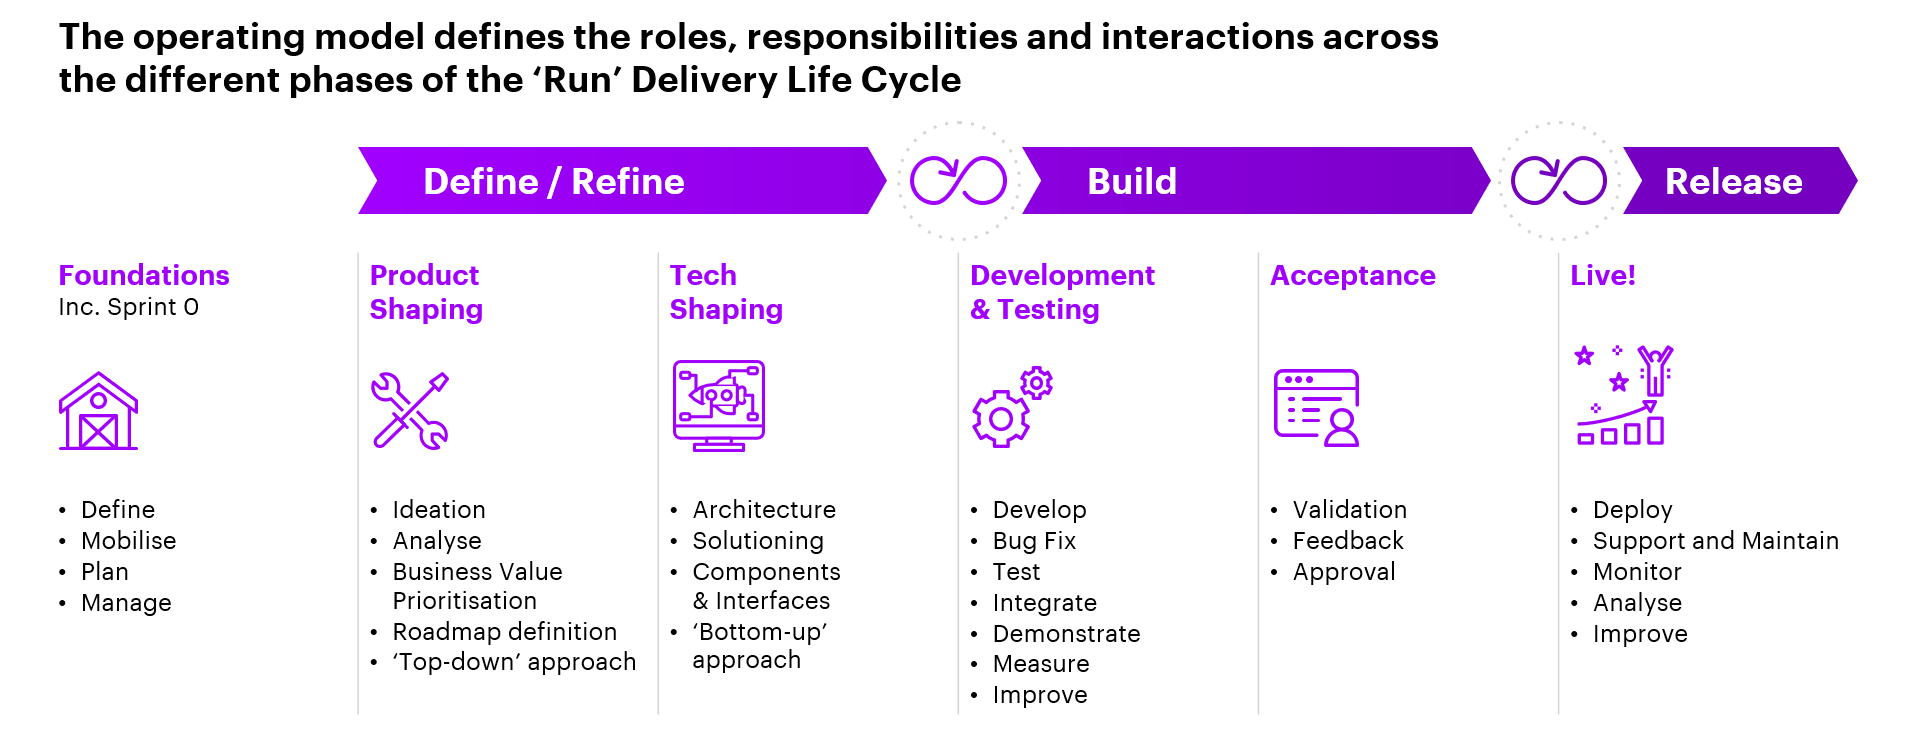 The operating model defines the roles, responsibilities and interactions across
the different phases of the ‘Run’ Delivery Life Cycle
Define / Refine
Build
Release
Foundations
Inc. Sprint 0
• Define
• Mobilise
• Plan
• Manage
Product
Shaping
• Ideation
• Analyse
• Business Value
Prioritisation
• Roadmap definition
• ‘Top-down’ approach
Tech
Shaping
• Architecture
• Solutioning
• Components
& Interfaces
• ‘Bottom-up’
approach
Development
& Testing
• Develop
• Bug Fix
• Test
• Integrate
• Demonstrate
• Measure
• Improve
Acceptance
• Validation
• Feedback
• Approval
Live!
• Deploy
• Support and Maintain
• Monitor
• Analyse
• Improve